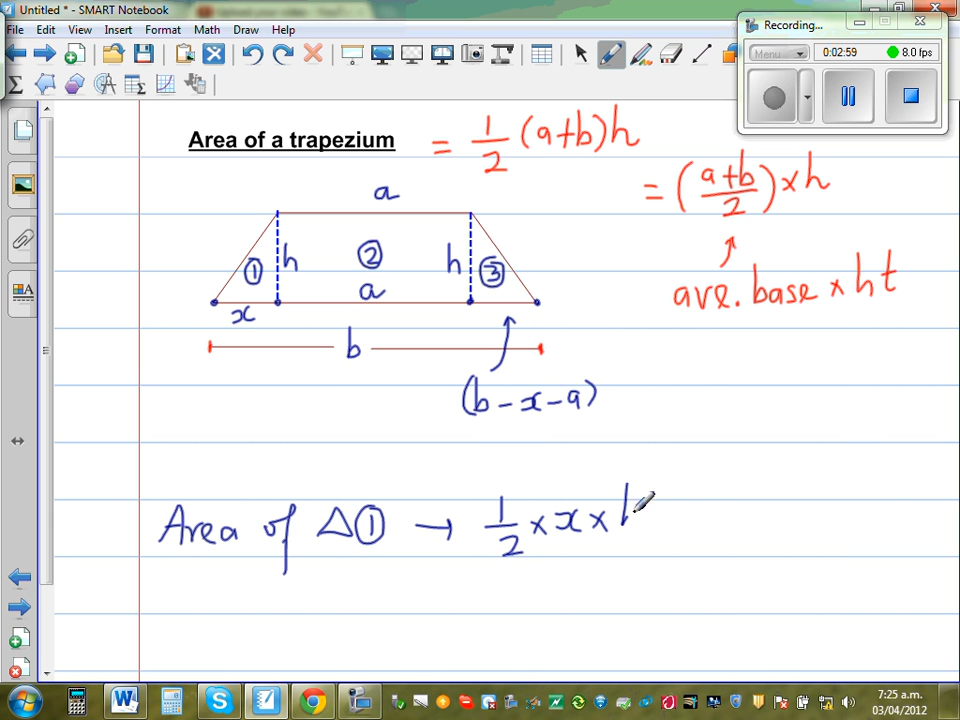 Untitled * - SMART Notebook
File Edit View Insert Format Math Draw Help
Recording...
Menu
0:02:59
8.0 fps
Area of a trapezium = 1/2 (a+b)h
= (a+b/2) × h
ave. base × ht
a
① h ② h ③
x a
b
(b - x - a)
Area of △① → 1/2 × x × h
7:25 a.m.
03/04/2012